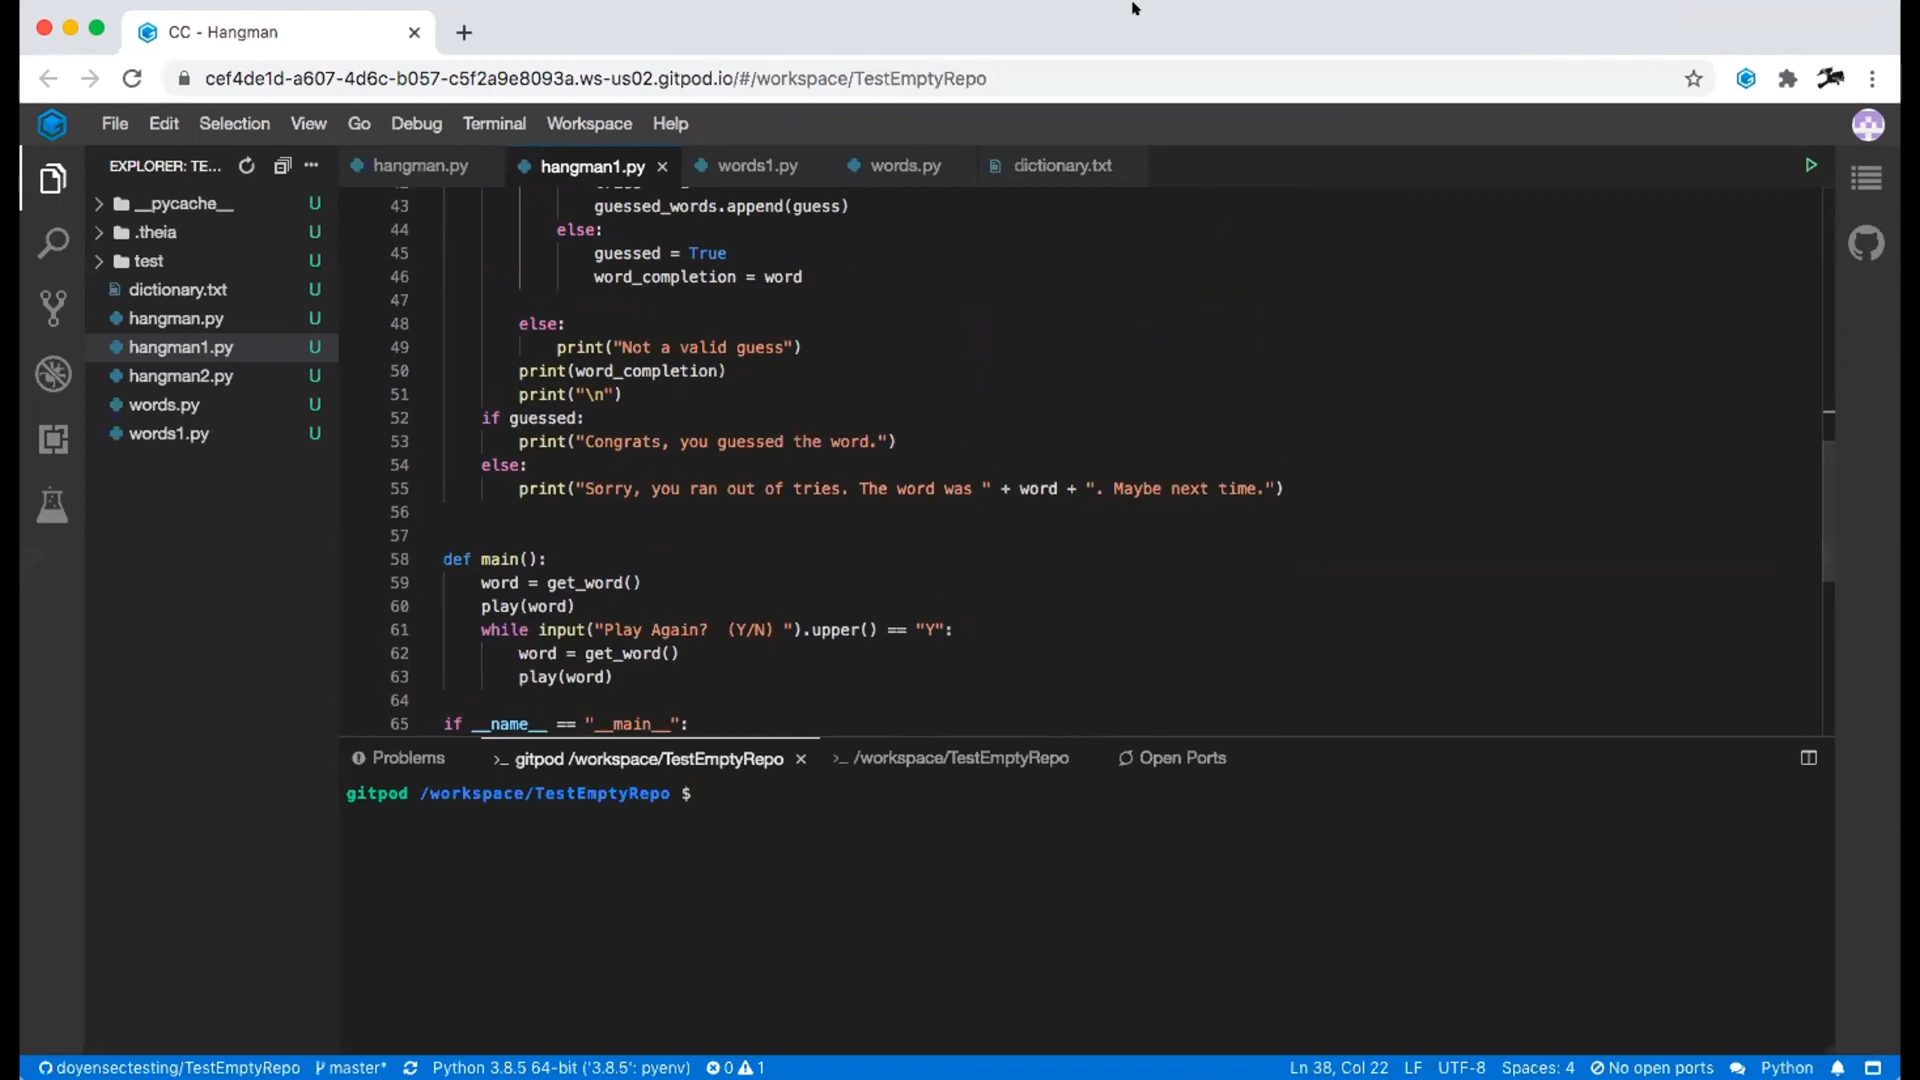 CC - Hangman
cef4de1d-a607-4d6c-b057-c5f2a9e8093a.ws-us02.gitpod.io/#/workspace/TestEmptyRepo
File Edit Selection View Go Debug Terminal Workspace Help
EXPLORER: TE...
hangman.py hangman1.py words1.py words.py dictionary.txt
__pycache__ U
.theia U
test U
dictionary.txt U
hangman.py U
hangman1.py U
hangman2.py U
words.py U
words1.py U
43 guessed_words.append(guess)
44 else:
45 guessed = True
46 word_completion = word
47
48 else:
49 print("Not a valid guess")
50 print(word_completion)
51 print("\n")
52 if guessed:
53 print("Congrats, you guessed the word.")
54 else:
55 print("Sorry, you ran out of tries. The word was " + word + ". Maybe next time.")
56
57
58 def main():
59 word = get_word()
60 play(word)
61 while input("Play Again?  (Y/N) ").upper() == "Y":
62 word = get_word()
63 play(word)
64
65 if __name__ == "__main__":
Problems >_ gitpod /workspace/TestEmptyRepo >_ /workspace/TestEmptyRepo Open Ports
gitpod /workspace/TestEmptyRepo $
doyensectesting/TestEmptyRepo master* Python 3.8.5 64-bit ('3.8.5': pyenv) 0 1 Ln 38, Col 22 LF UTF-8 Spaces: 4 No open ports Python